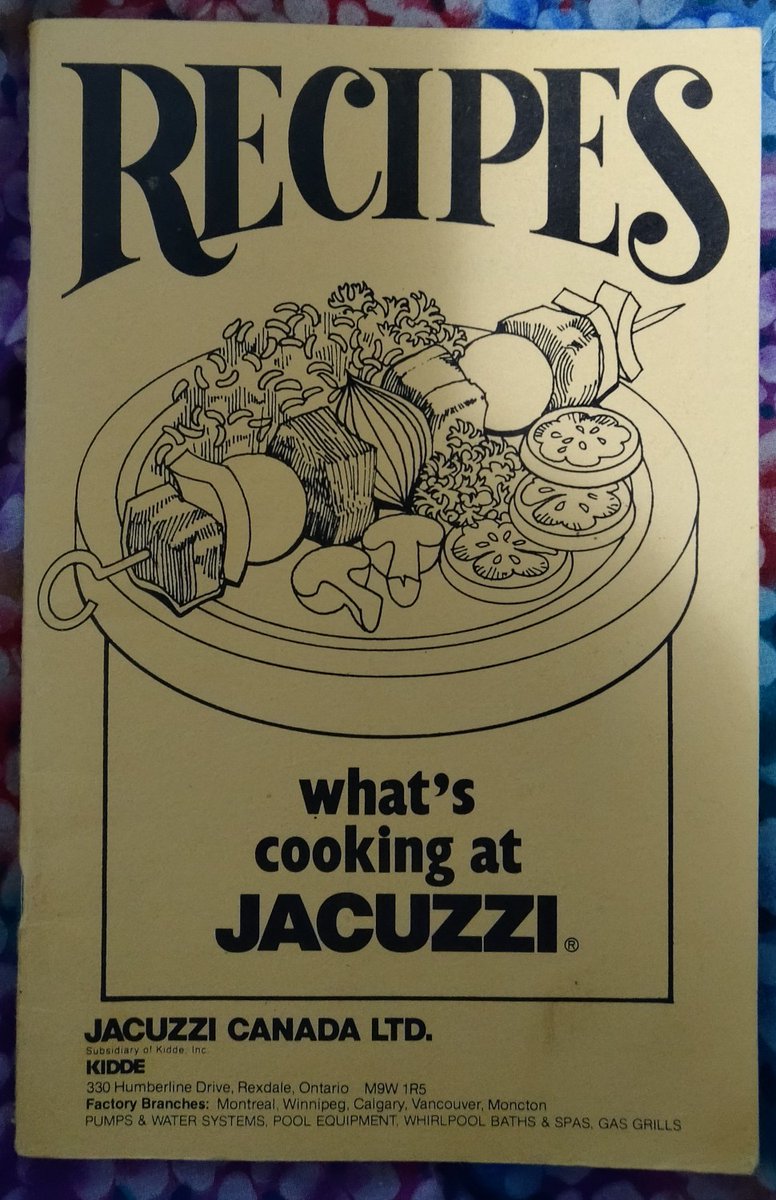 RECIPES
what's
cooking at
JACUZZI®
JACUZZI CANADA LTD.
Subsidiary of Kidde, Inc.
KIDDE
330 Humberline Drive, Rexdale, Ontario M9W 1R5
Factory Branches: Montreal, Winnipeg, Calgary, Vancouver, Moncton
PUMPS & WATER SYSTEMS, POOL EQUIPMENT, WHIRLPOOL BATHS & SPAS, GAS GRILLS